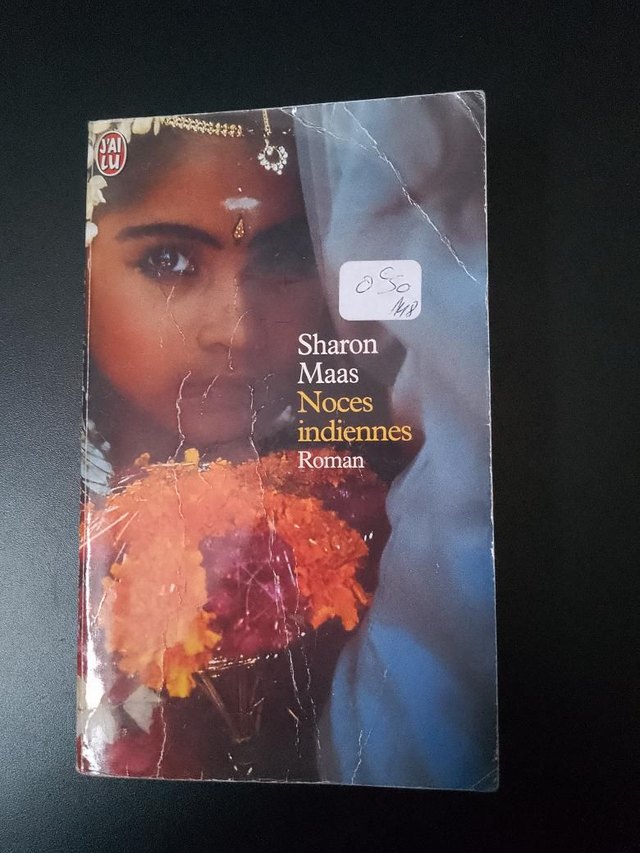 J'AI
LU
0€50
Sharon
Maas
Noces
indiennes
Roman